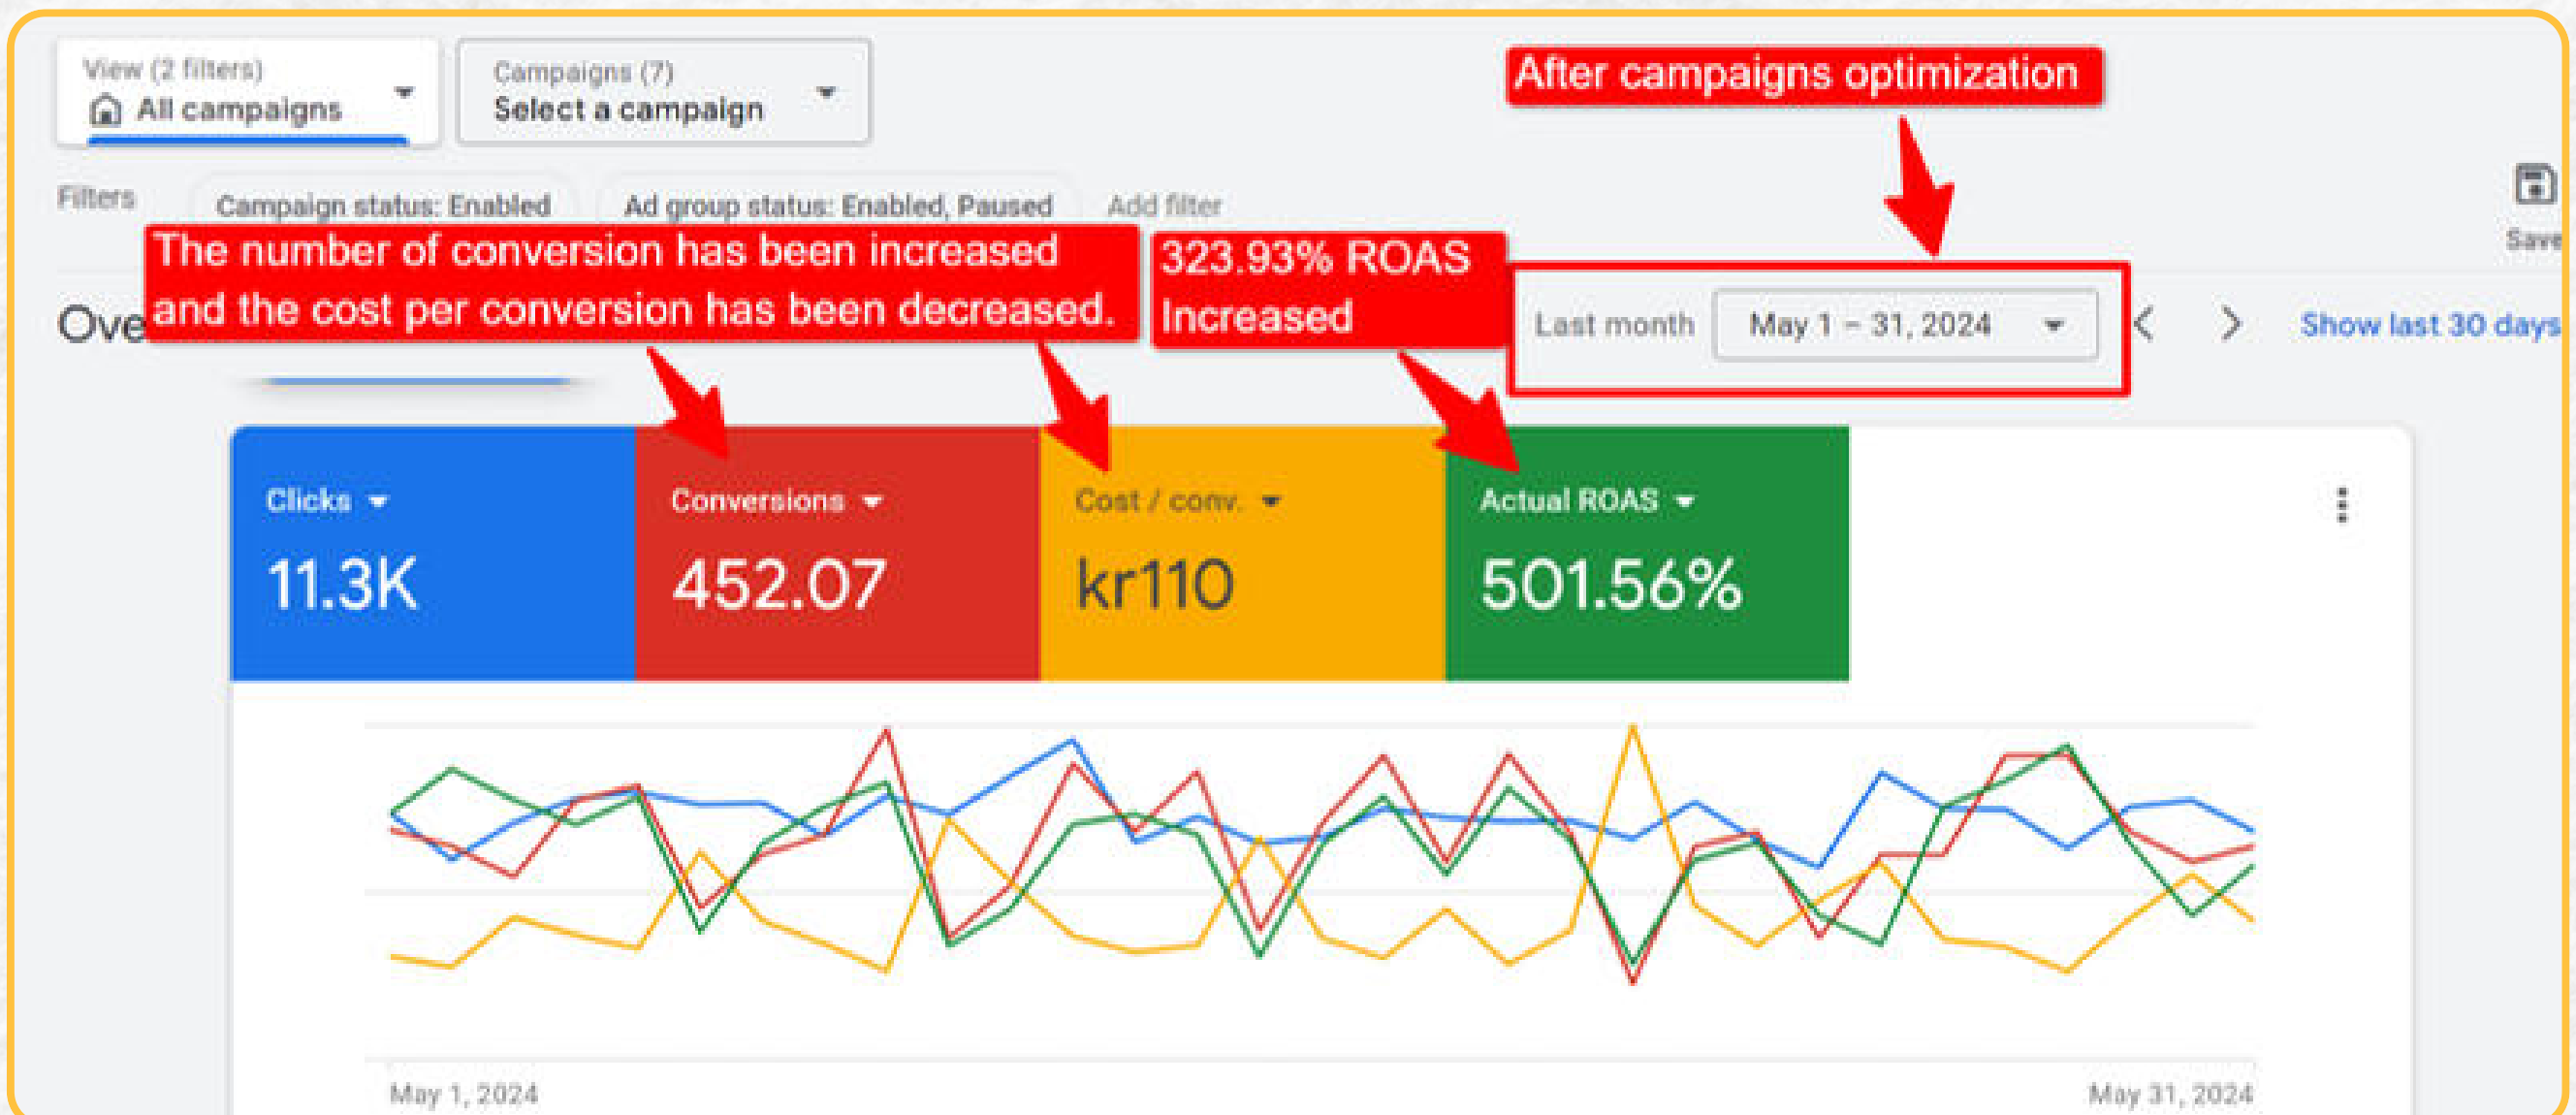 View (2 filters)
All campaigns
Campaigns (7)
Select a campaign
After campaigns optimization
Filters
Campaign status: Enabled
Ad group status: Enabled, Paused
Add filter
Save
The number of conversion has been increased
and the cost per conversion has been decreased.
323.93% ROAS
Increased
Ove
Last month
May 1 – 31, 2024
Show last 30 days
Clicks
11.3K
Conversions
452.07
Cost / conv.
kr110
Actual ROAS
501.56%
May 1, 2024
May 31, 2024